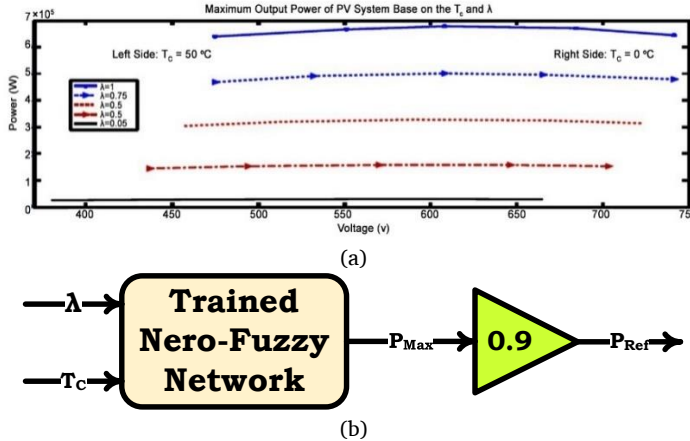 Maximum Output Power of PV System Base on the Tc and λ
7 ×10⁵
Left Side: Tc = 50 ºC
Right Side: Tc = 0 ºC
6
5
4
3
2
1
0
Power (W)
λ=1
λ=0.75
λ=0.5
λ=0.5
λ=0.05
400 450 500 550 600 650 700 75
Voltage (v)
(a)
λ
Tc
Trained
Nero-Fuzzy
Network
PMax
0.9
PRef
(b)